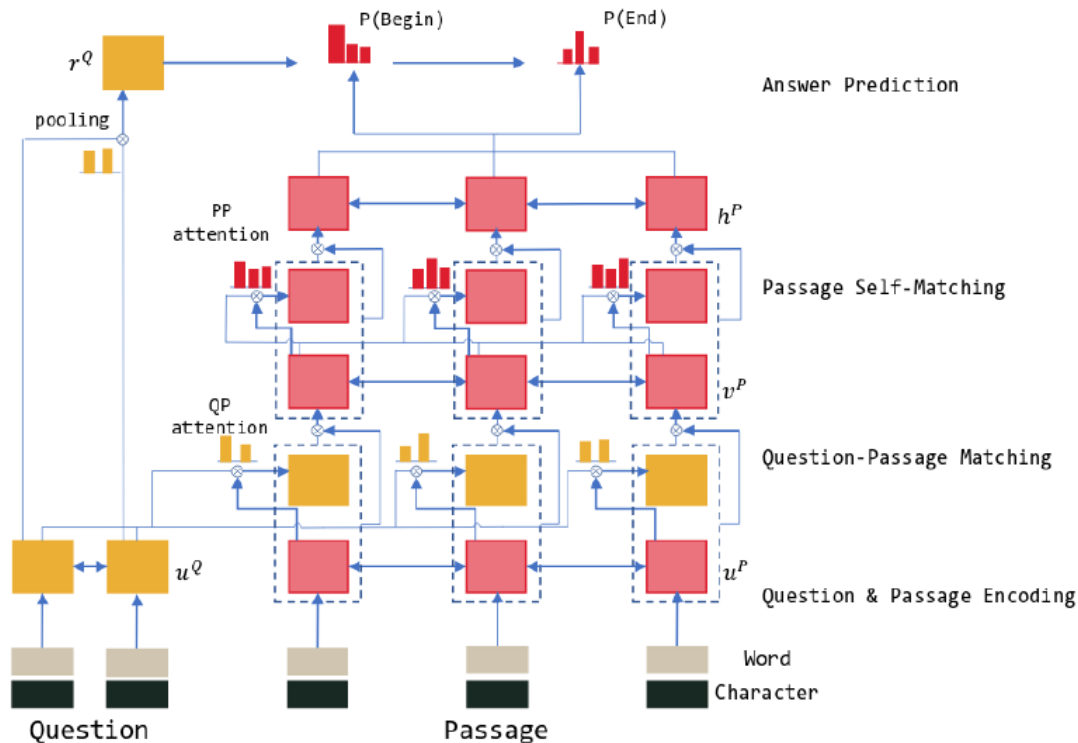 P(Begin)
P(End)
r^Q
Answer Prediction
pooling
PP
attention
h^P
Passage Self-Matching
v^P
QP
attention
Question-Passage Matching
u^Q
u^P
Question & Passage Encoding
Word
Character
Question
Passage